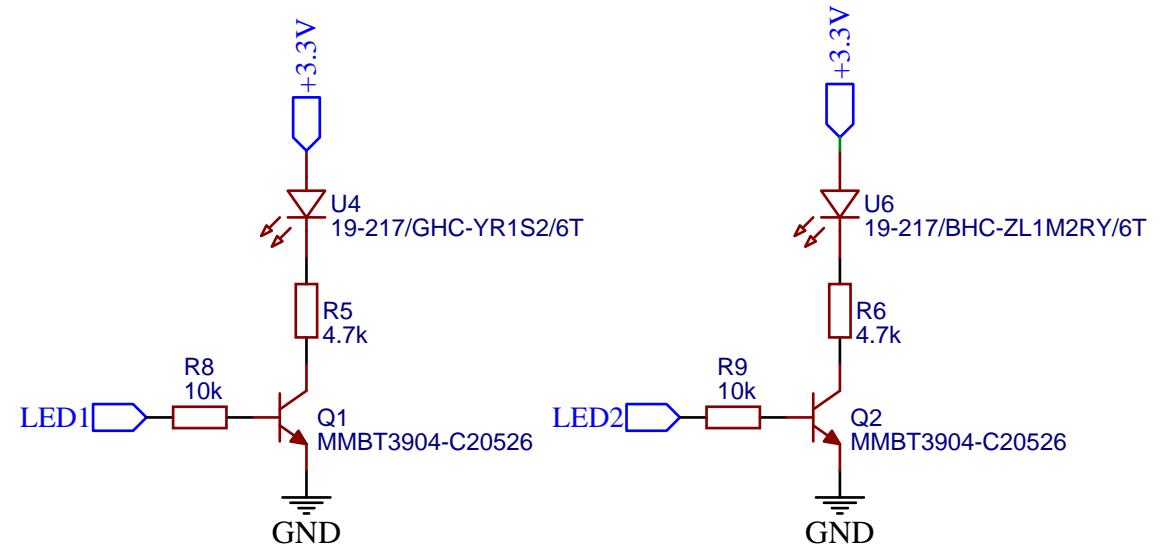 +3.3V
U4
19-217/GHC-YR1S2/6T
R5
4.7k
R8
10k
LED1
Q1
MMBT3904-C20526
GND
+3.3V
U6
19-217/BHC-ZL1M2RY/6T
R6
4.7k
R9
10k
LED2
Q2
MMBT3904-C20526
GND